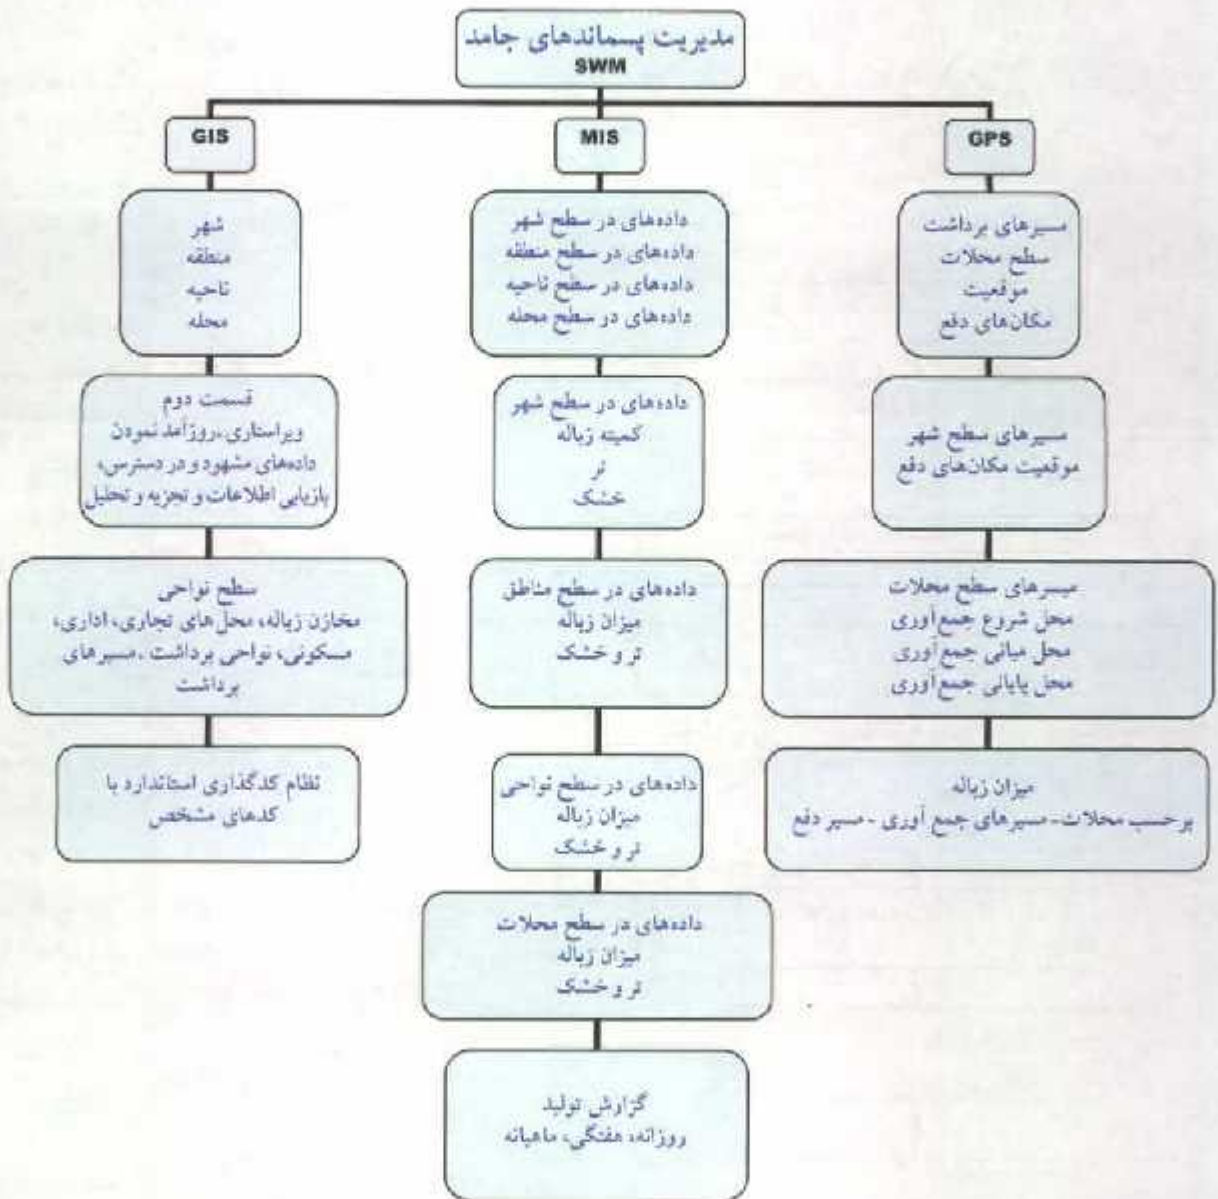 مدیریت پسماندهای جامد
SWM
GIS
MIS
GPS
شهر
منطقه
ناحیه
محله
قسمت دوم
ویراستاری، روزآمد نمودن
داده‌های مشهود و در دسترس،
بازیابی اطلاعات و تجزیه و تحلیل
سطح نواحی
مخازن زباله، محل‌های تجاری، اداری،
مسکونی، نواحی برداشت . مسیرهای
برداشت
نظام کدگذاری استاندارد با
کدهای مشخص
داده‌های در سطح شهر
داده‌های در سطح منطقه
داده‌های در سطح ناحیه
داده‌های در سطح محله
داده‌های در سطح شهر
کمیته زباله
تر
خشک
داده‌های در سطح مناطق
میزان زباله
تر و خشک
داده‌های در سطح نواحی
میزان زباله
تر و خشک
داده‌های در سطح محلات
میزان زباله
تر و خشک
گزارش تولید
روزانه، هفتگی، ماهیانه
مسیرهای برداشت
سطح محلات
موقعیت
مکان‌های دفع
مسیرهای سطح شهر
موقعیت مکان‌های دفع
میسرهای سطح محلات
محل شروع جمع‌آوری
محل میانی جمع‌آوری
محل پایانی جمع‌آوری
میزان زباله
برحسب محلات - مسیرهای جمع آوری - مسیر دفع